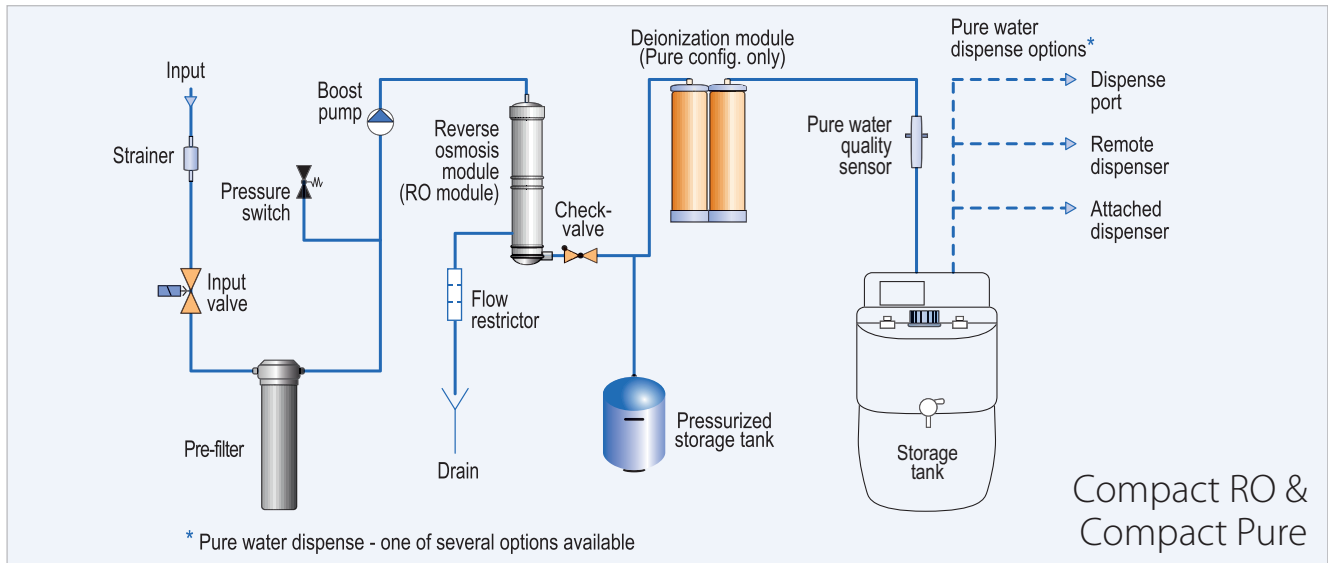 Input
Strainer
Input
valve
Pre-filter
Pressure
switch
Boost
pump
Reverse
osmosis
module
(RO module)
Check-
valve
Flow
restrictor
Drain
Pressurized
storage tank
Deionization module
(Pure config. only)
Pure water
quality
sensor
Pure water
dispense options*
Dispense
port
Remote
dispenser
Attached
dispenser
Storage
tank
Compact RO &
Compact Pure
* Pure water dispense - one of several options available